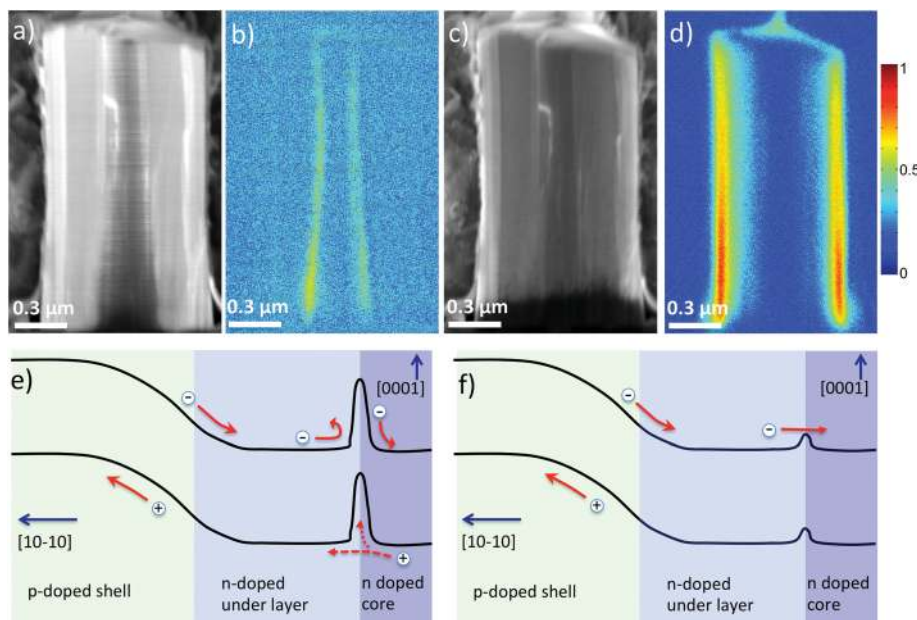 a)
b)
c)
d)
1
0.5
0
0.3 µm
0.3 µm
0.3 µm
0.3 µm
e)
[0001]
[10-10]
p-doped shell
n-doped
under layer
n doped
core
f)
[0001]
[10-10]
p-doped shell
n-doped
under layer
n doped
core